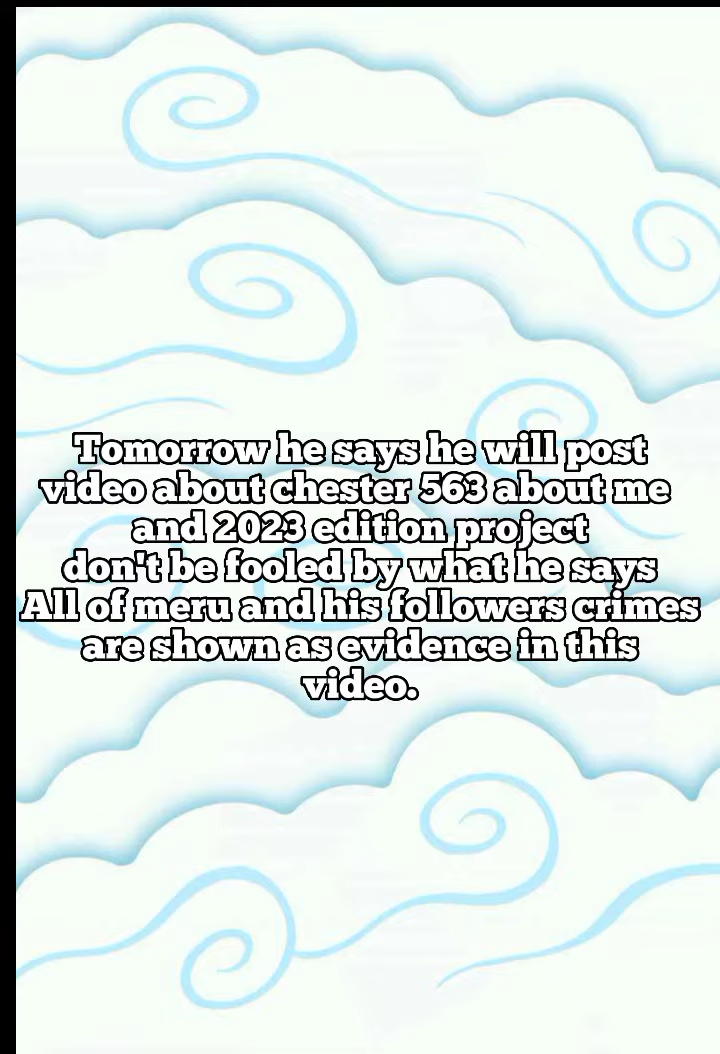 Tomorrow he says he will post
video about chester 563 about me
and 2023 edition project
don't be fooled by what he says
All of meru and his followers crimes
are shown as evidence in this
video.